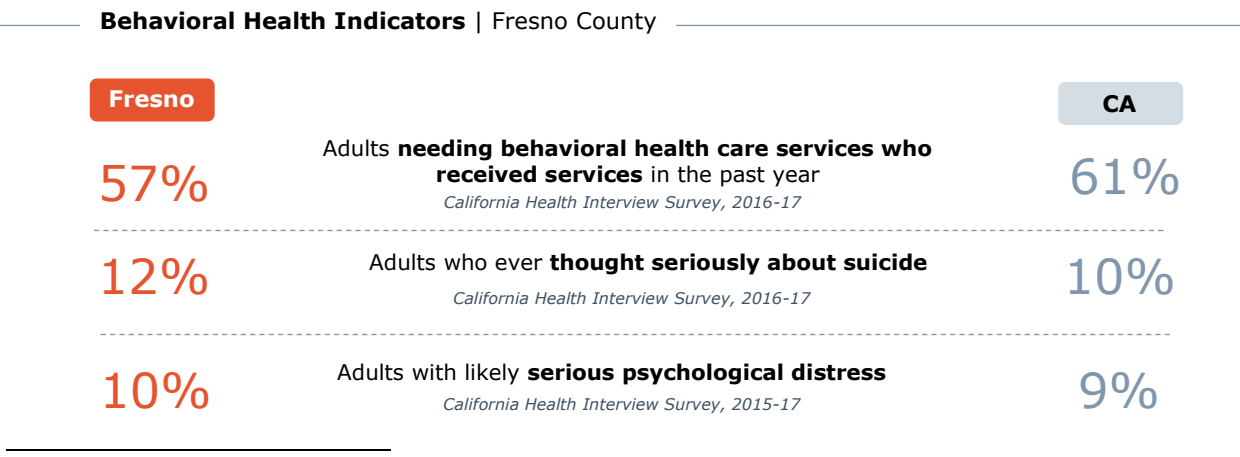 Behavioral Health Indicators | Fresno County
Fresno
CA
57%
Adults needing behavioral health care services who
received services in the past year
California Health Interview Survey, 2016-17
61%
12%
Adults who ever thought seriously about suicide
California Health Interview Survey, 2016-17
10%
10%
Adults with likely serious psychological distress
California Health Interview Survey, 2015-17
9%